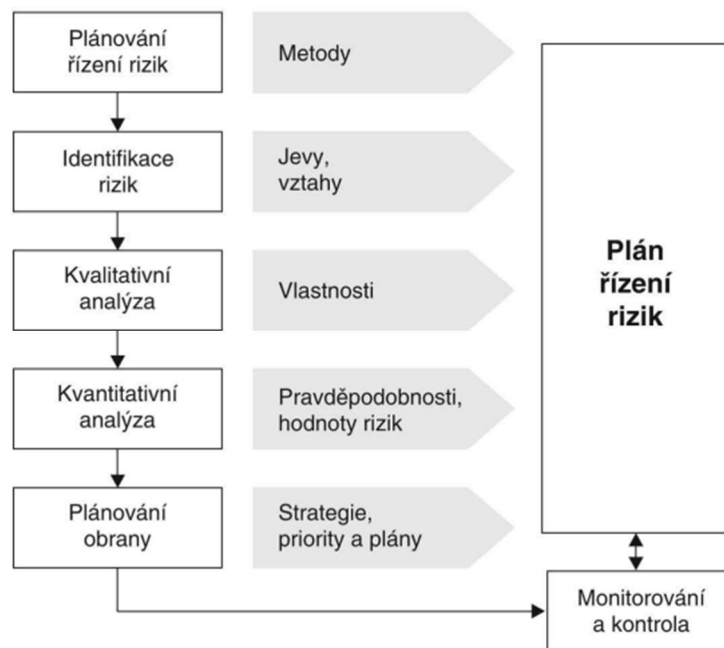 Plánování
řízení rizik
Metody
Identifikace
rizik
Jevy,
vztahy
Kvalitativní
analýza
Vlastnosti
Plán
řízení
rizik
Kvantitativní
analýza
Pravděpodobnosti,
hodnoty rizik
Plánování
obrany
Strategie,
priority a plány
Monitorování
a kontrola